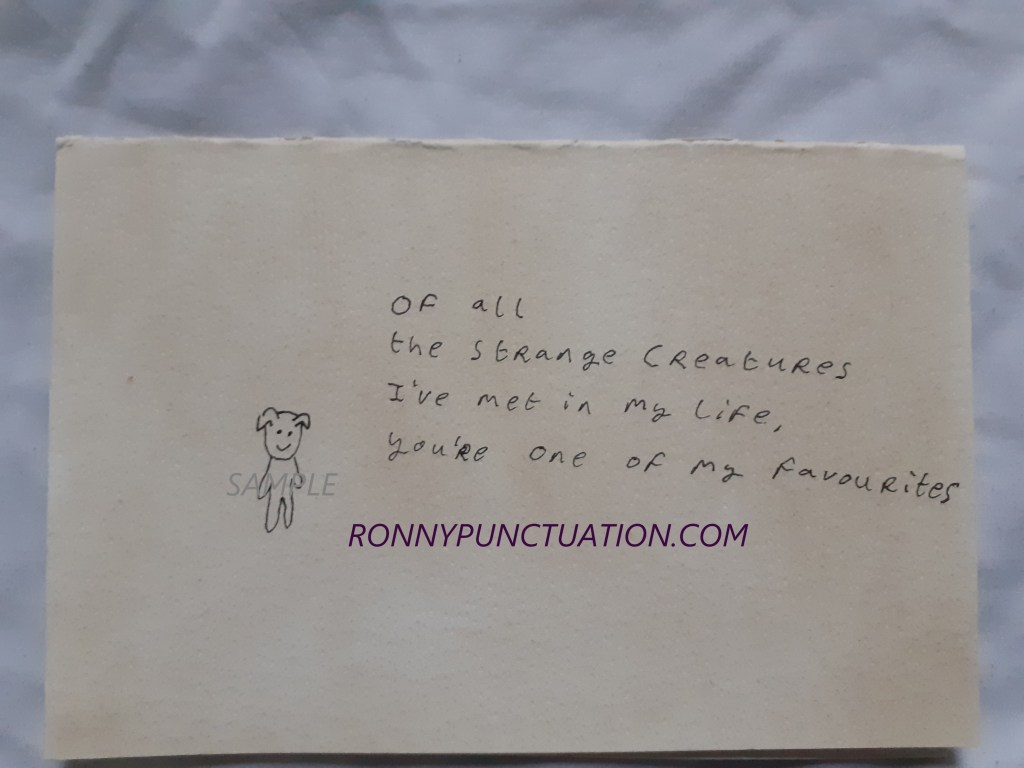 OF all
the strange Creatures
I've met in my life,
you're one of my favourites
SAMPLE
RONNYPUNCTUATION.COM